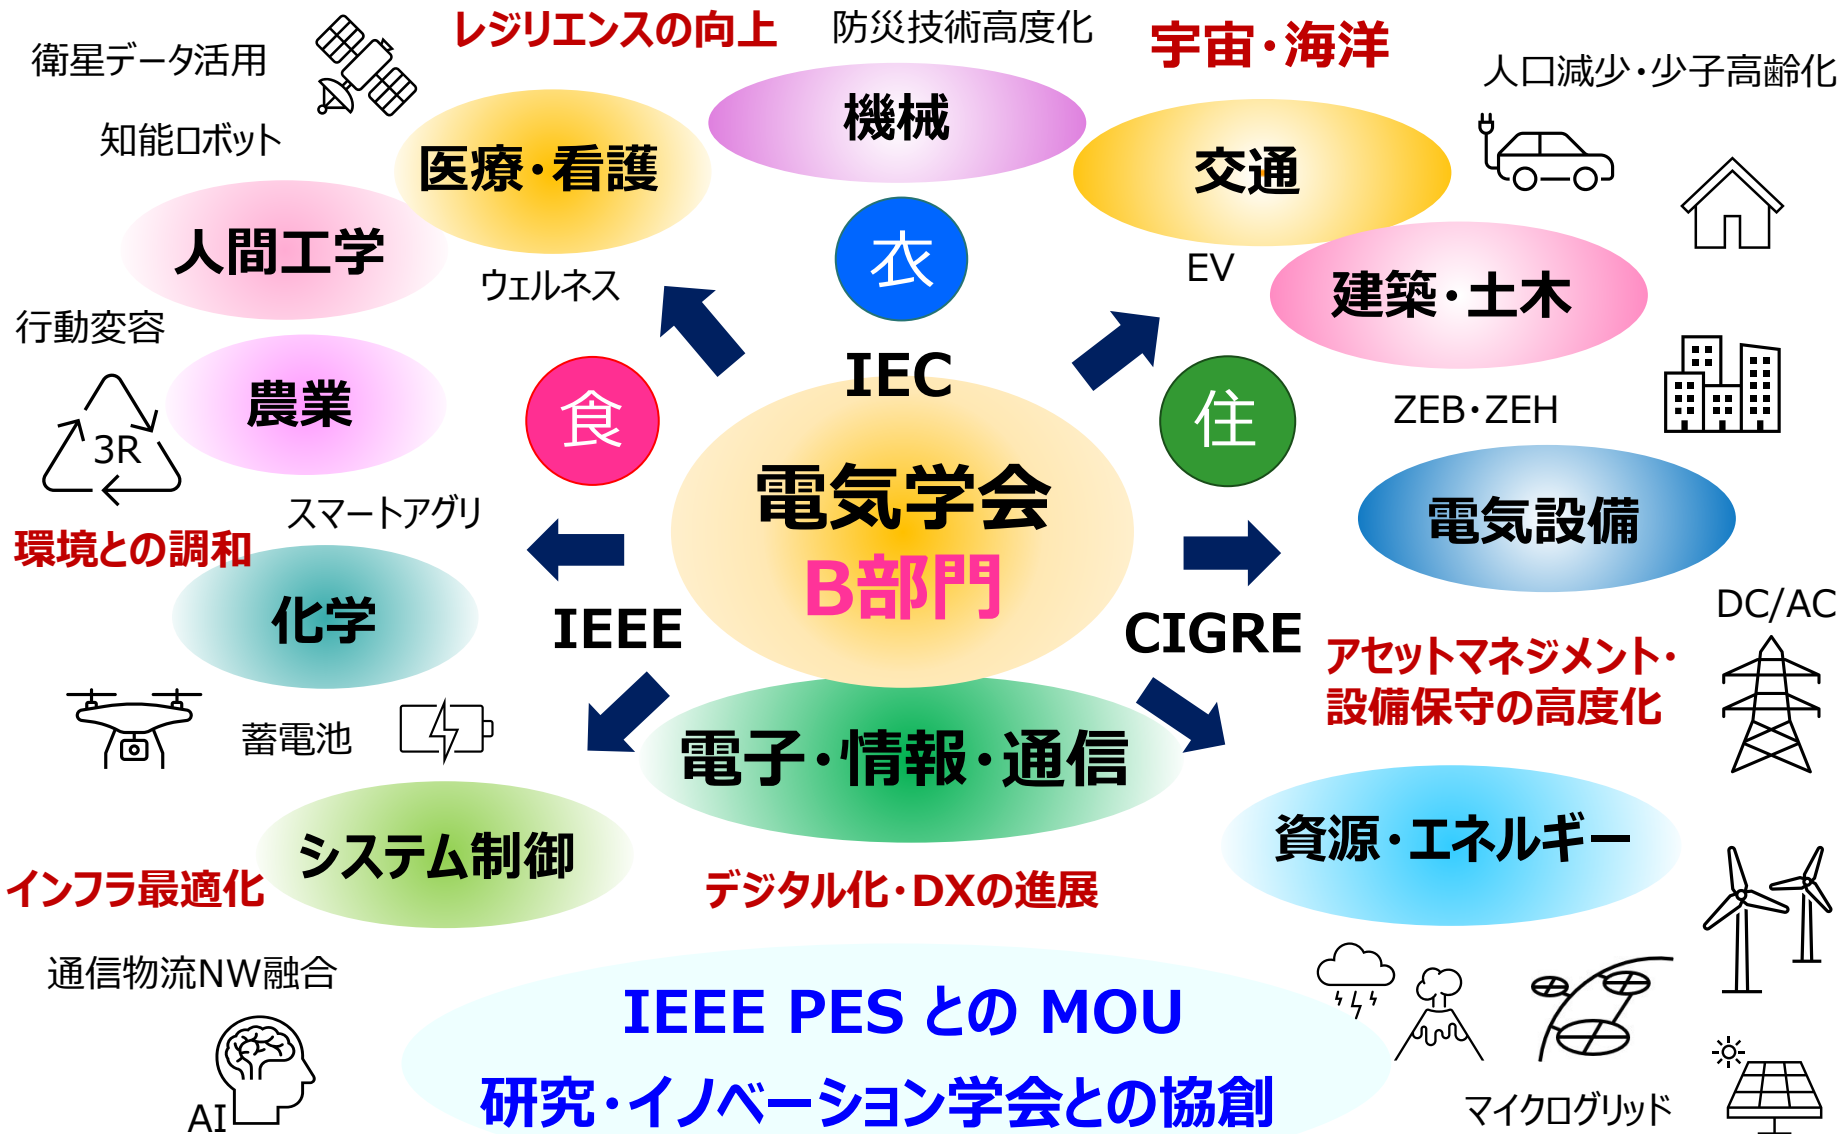 レジリエンスの向上
防災技術高度化
宇宙・海洋
衛星データ活用
人口減少・少子高齢化
機械
知能ロボット
医療・看護
交通
人間工学
衣
ウェルネス
EV
建築・土木
行動変容
IEC
農業
食
住
ZEB・ZEH
3R
スマートアグリ
電気学会
電気設備
環境との調和
B部門
化学
IEEE
CIGRE
DC/AC
アセットマネジメント・
設備保守の高度化
蓄電池
電子・情報・通信
システム制御
資源・エネルギー
インフラ最適化
デジタル化・DXの進展
通信物流NW融合
IEEE PES との MOU
研究・イノベーション学会との協創
AI
マイクログリッド